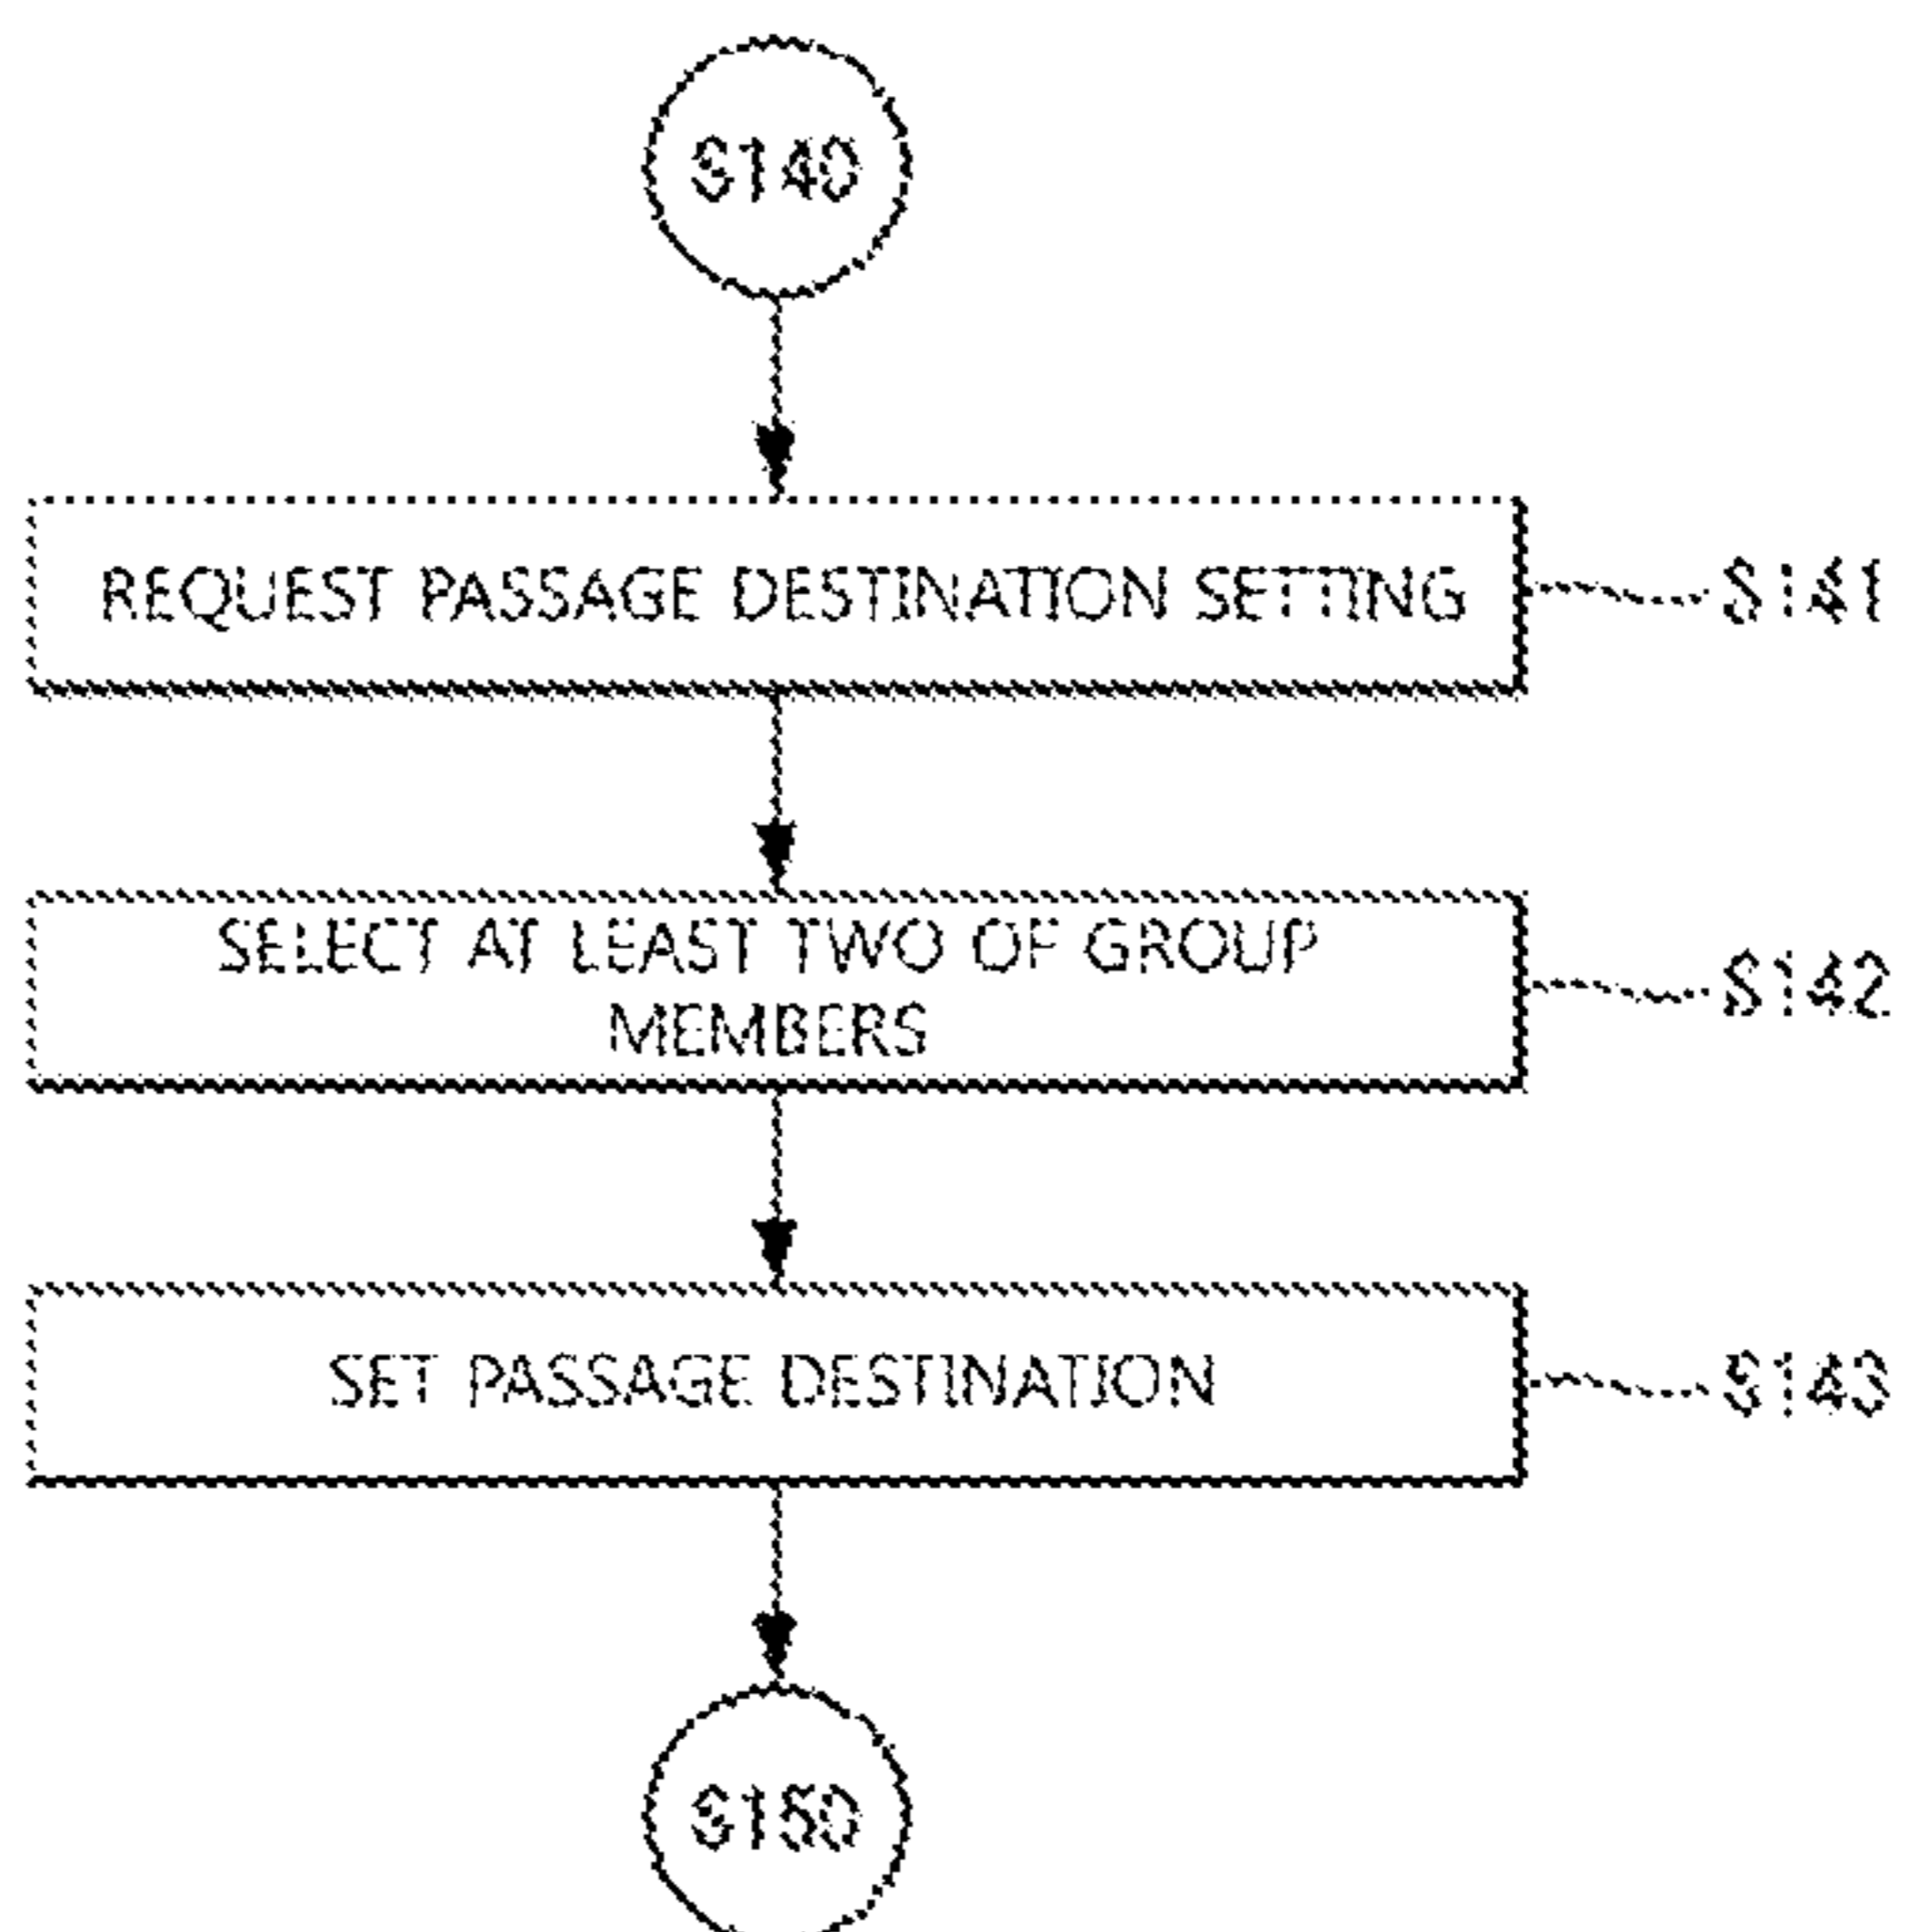 S140
REQUEST PASSAGE DESTINATION SETTING
S141
SELECT AT LEAST TWO OF GROUP
MEMBERS
S142
SET PASSAGE DESTINATION
S143
S150